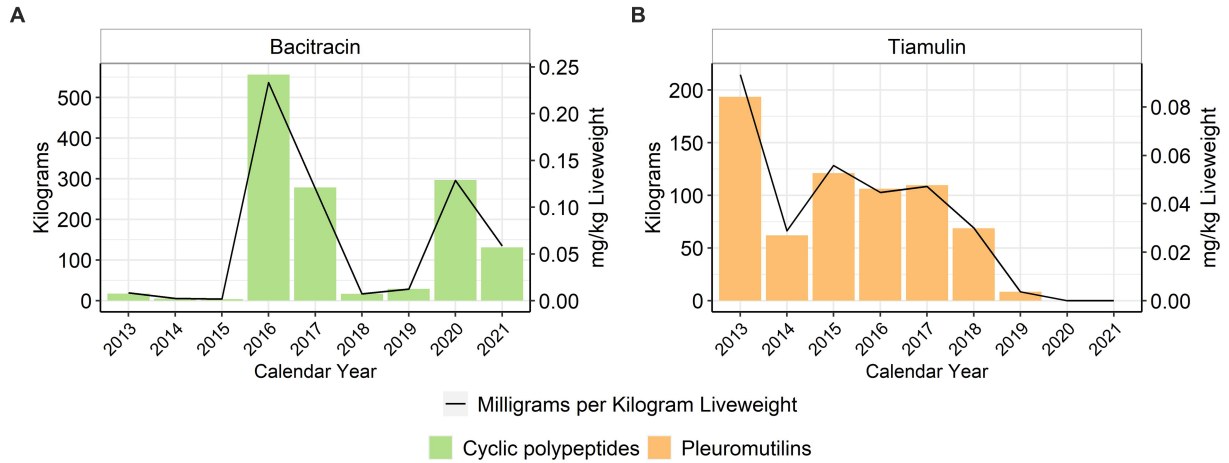 A
Bacitracin
Kilograms
500
400
300
200
100
0
0.25
0.20
0.15
0.10
0.05
0.00
mg/kg Liveweight
2013 2014 2015 2016 2017 2018 2019 2020 2021
Calendar Year
B
Tiamulin
Kilograms
200
150
100
50
0
0.08
0.06
0.04
0.02
0.00
mg/kg Liveweight
2013 2014 2015 2016 2017 2018 2019 2020 2021
Calendar Year
Milligrams per Kilogram Liveweight
Cyclic polypeptides Pleuromutilins